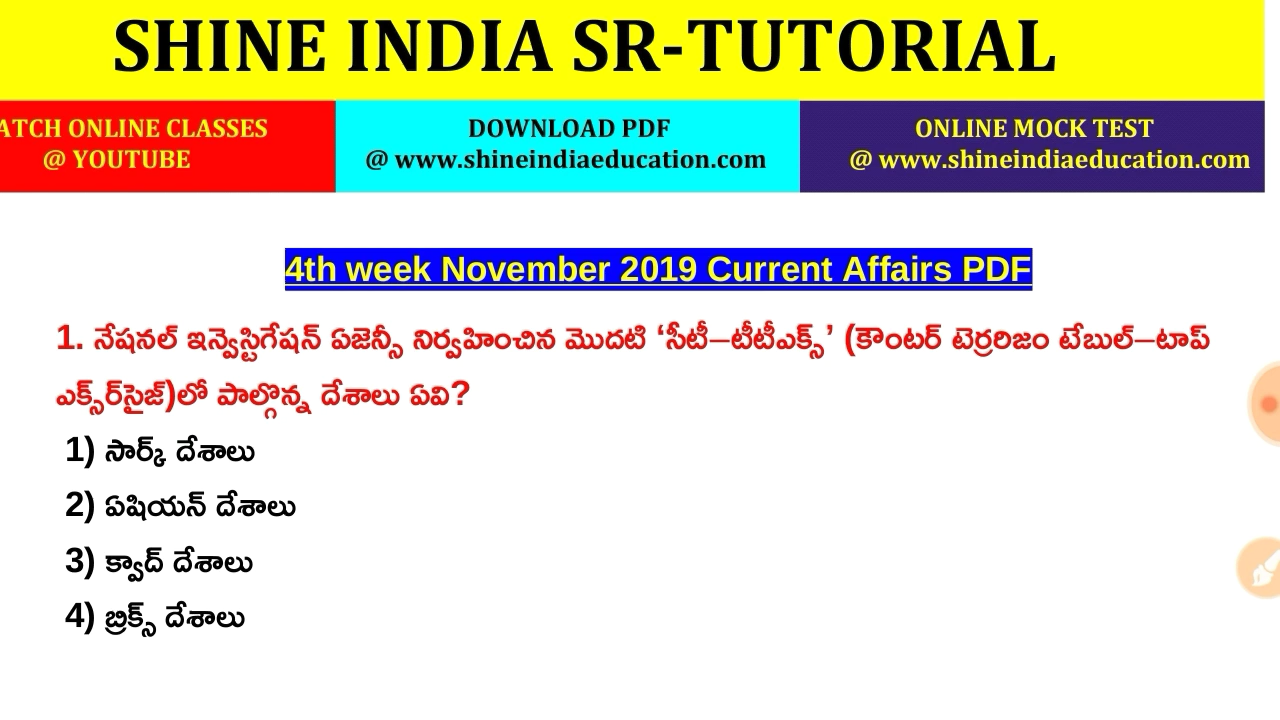 SHINE INDIA SR-TUTORIAL
ATCH ONLINE CLASSES
@ YOUTUBE
DOWNLOAD PDF
@ www.shineindiaeducation.com
ONLINE MOCK TEST
@ www.shineindiaeducation.com
4th week November 2019 Current Affairs PDF
1. నేషనల్ ఇన్వెస్టిగేషన్ ఏజెన్సీ నిర్వహించిన మొదటి ‘సీటీ–టీటీఎక్స్’ (కౌంటర్ టెర్రరిజం టేబుల్–టాప్
ఎక్స్‌ర్‌సైజ్)లో పాల్గొన్న దేశాలు ఏవి?
1) సార్క్ దేశాలు
2) ఏషియన్ దేశాలు
3) క్వాద్ దేశాలు
4) బ్రిక్స్ దేశాలు